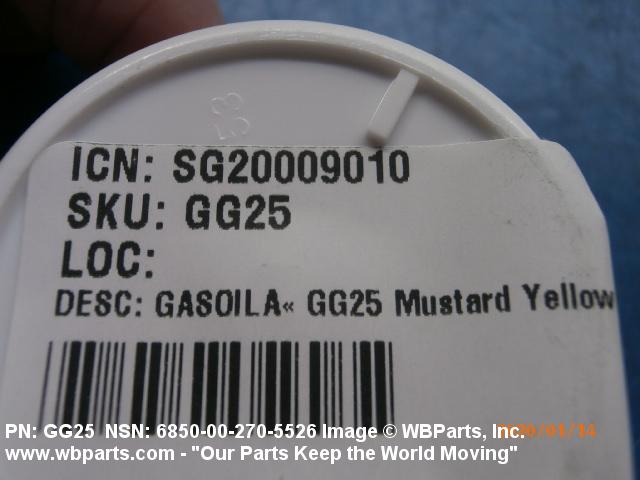 53
ICN: SG20009010
SKU: GG25
LOC:
DESC: GASOILA« GG25 Mustard Yellow
PN: GG25 NSN: 6850-00-270-5526 Image © WBParts, Inc.
www.wbparts.com - "Our Parts Keep the World Moving"